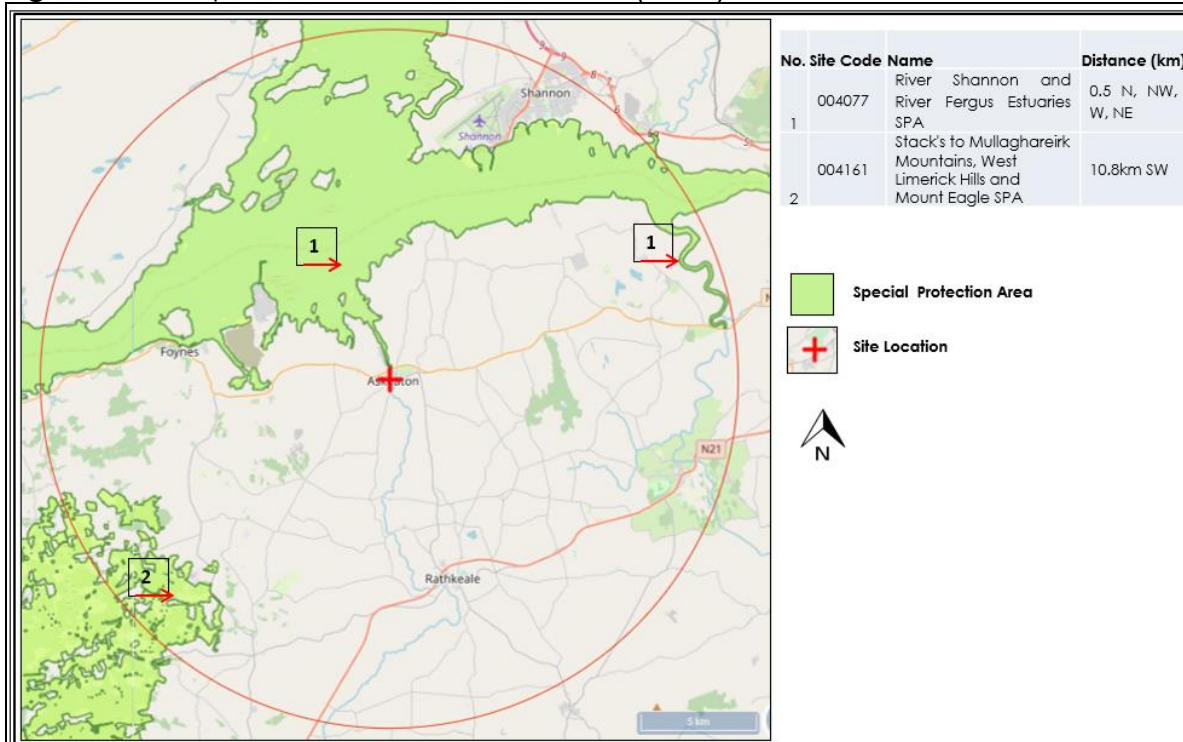 Shannon
Shannon
1
1
Foynes
Askeaton
N21
2
Rathkeale
5 km
No. Site Code Name Distance (km)
River Shannon and
004077 River Fergus Estuaries 0.5 N, NW,
W, NE
1 SPA
Stack's to Mullaghareirk
Mountains, West
004161 Limerick Hills and 10.8km SW
2 Mount Eagle SPA
Special Protection Area
Site Location
N